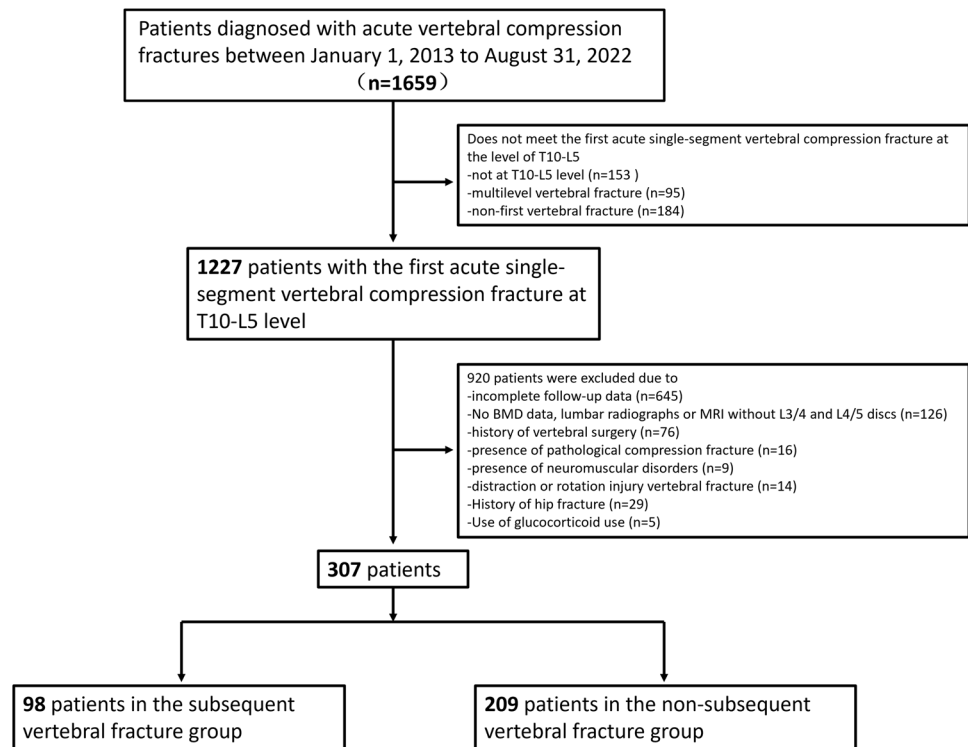 Patients diagnosed with acute vertebral compression
fractures between January 1, 2013 to August 31, 2022
（n=1659）
Does not meet the first acute single-segment vertebral compression fracture at
the level of T10-L5
-not at T10-L5 level (n=153 )
-multilevel vertebral fracture (n=95)
-non-first vertebral fracture (n=184)
1227 patients with the first acute single-
segment vertebral compression fracture at
T10-L5 level
920 patients were excluded due to
-incomplete follow-up data (n=645)
-No BMD data, lumbar radiographs or MRI without L3/4 and L4/5 discs (n=126)
-history of vertebral surgery (n=76)
-presence of pathological compression fracture (n=16)
-presence of neuromuscular disorders (n=9)
-distraction or rotation injury vertebral fracture (n=14)
-History of hip fracture (n=29)
-Use of glucocorticoid use (n=5)
307 patients
98 patients in the subsequent
vertebral fracture group
209 patients in the non-subsequent
vertebral fracture group